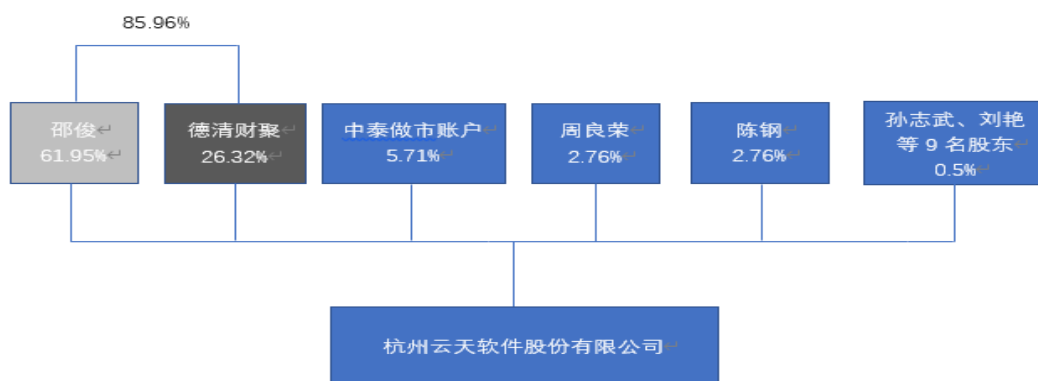 85.96%
邵俊
61.95%
德清财聚
26.32%
中泰做市账户
5.71%
周良荣
2.76%
陈钢
2.76%
孙志武、刘艳
等 9 名股东
0.5%
杭州云天软件股份有限公司